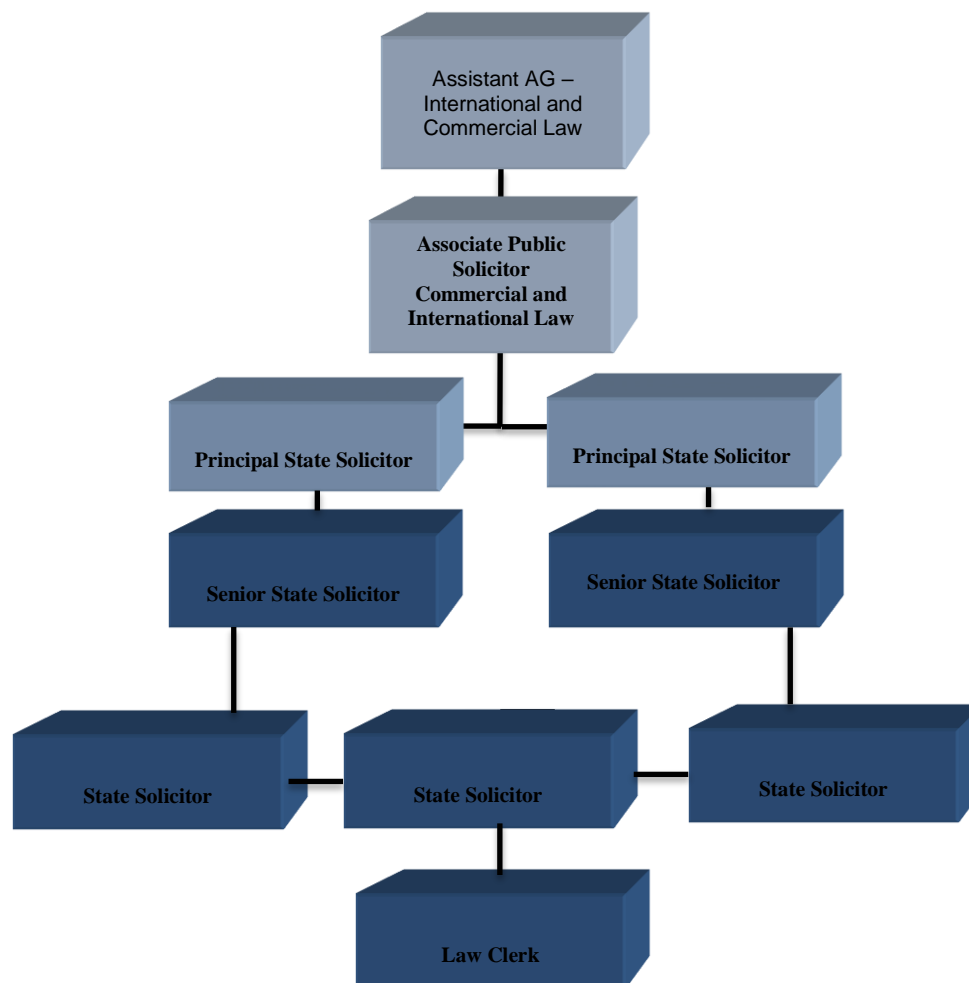 Assistant AG –
International and
Commercial Law
Associate Public
Solicitor
Commercial and
International Law
Principal State Solicitor
Principal State Solicitor
Senior State Solicitor
Senior State Solicitor
State Solicitor
State Solicitor
State Solicitor
Law Clerk